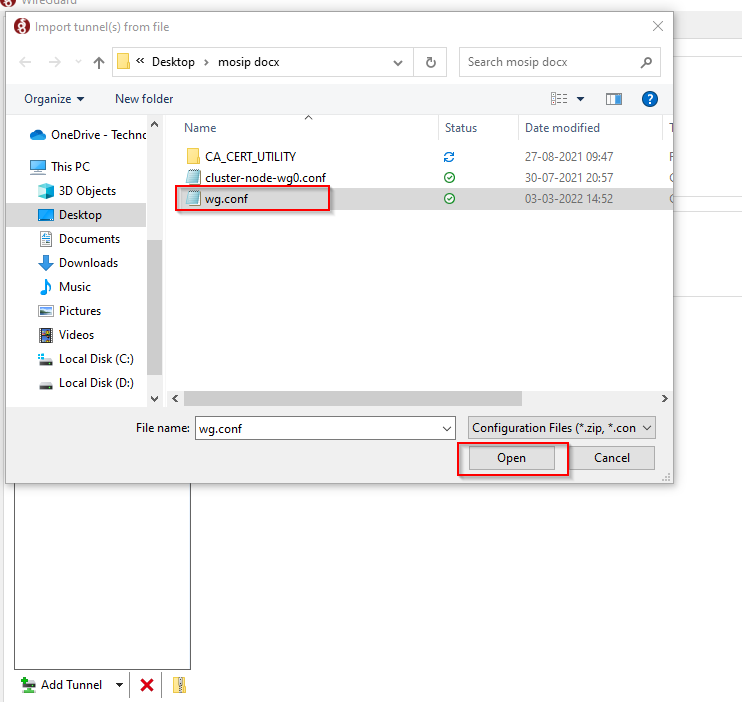 WireGuard
Import tunnel(s) from file
« Desktop › mosip docx
Search mosip docx
Organize
New folder
Name Status Date modified
OneDrive - Techno
This PC
3D Objects
Desktop
Documents
Downloads
Music
Pictures
Videos
Local Disk (C:)
Local Disk (D:)
CA_CERT_UTILITY 27-08-2021 09:47
cluster-node-wg0.conf 30-07-2021 20:57
wg.conf 03-03-2022 14:52
File name: wg.conf Configuration Files (*.zip, *.con
Open Cancel
Add Tunnel